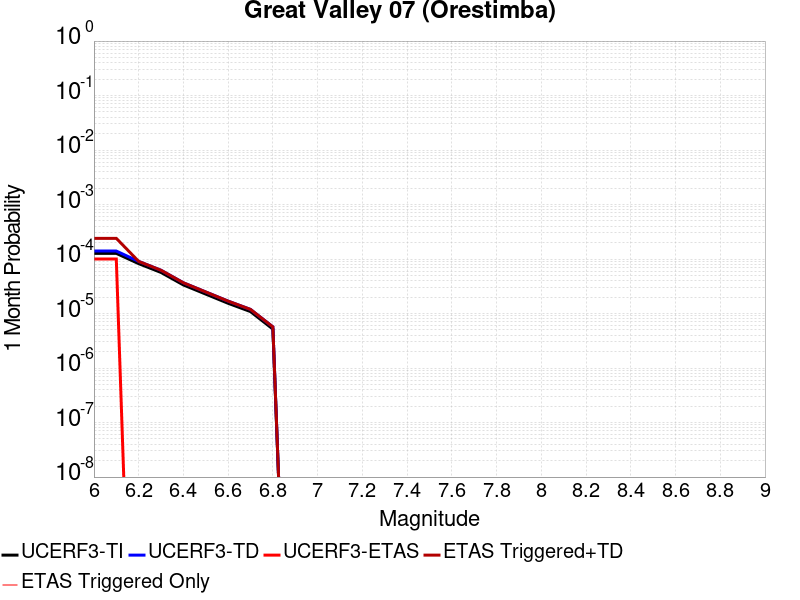 Great Valley 07 (Orestimba)
10^0
10^-1
10^-2
10^-3
10^-4
10^-5
10^-6
10^-7
10^-8
1 Month Probability
6 6.2 6.4 6.6 6.8 7 7.2 7.4 7.6 7.8 8 8.2 8.4 8.6 8.8 9
Magnitude
UCERF3-TI UCERF3-TD UCERF3-ETAS ETAS Triggered+TD
ETAS Triggered Only